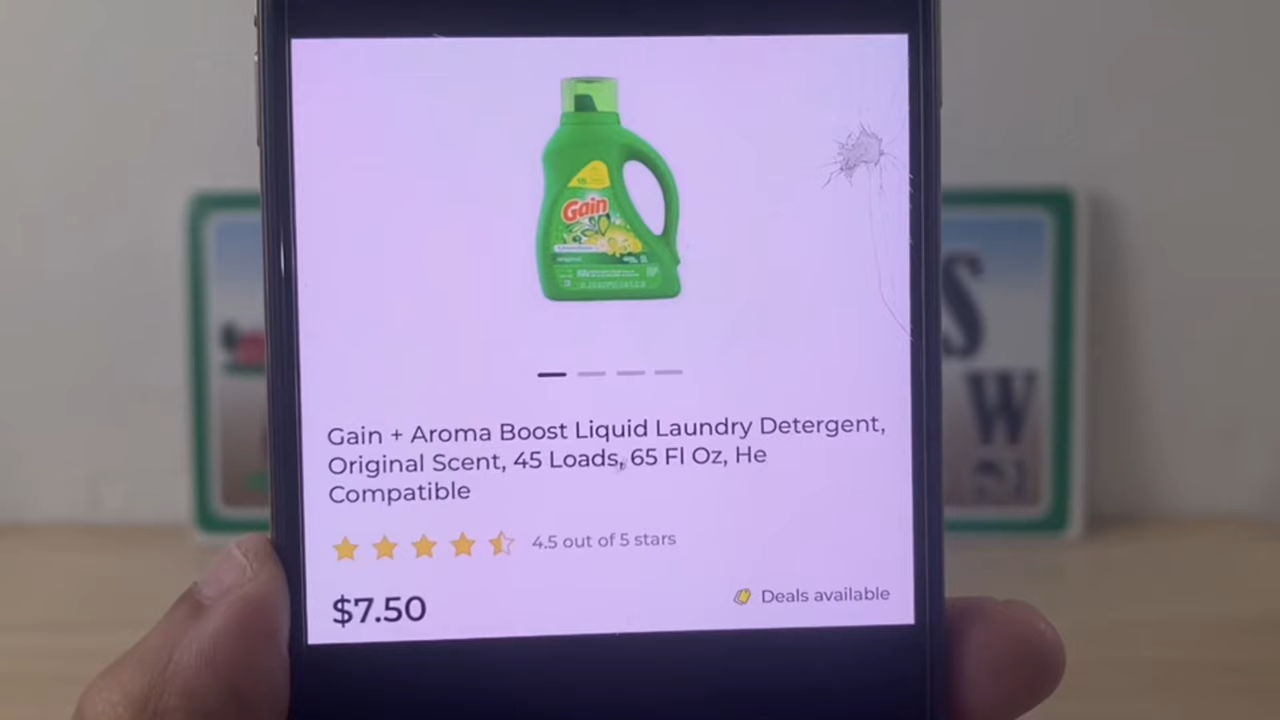 Gain
original
Gain + Aroma Boost Liquid Laundry Detergent,
Original Scent, 45 Loads, 65 Fl Oz, He
Compatible
4.5 out of 5 stars
$7.50
Deals available
S
W